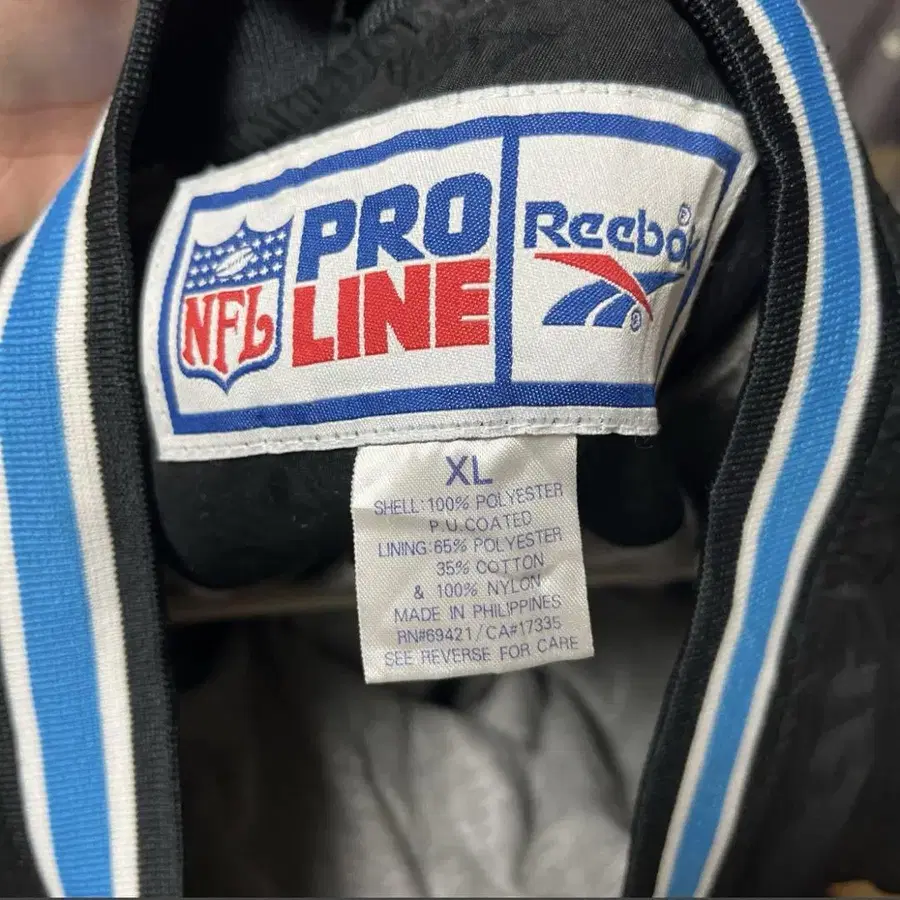 NFL
PRO
LINE
Reebok®
®
XL
SHELL:100% POLYESTER
P U COATED
LINING:65% POLYESTER
35% COTTON
& 100% NYLON
MADE IN PHILIPPINES
RN#69421/CA#17335
SEE REVERSE FOR CARE